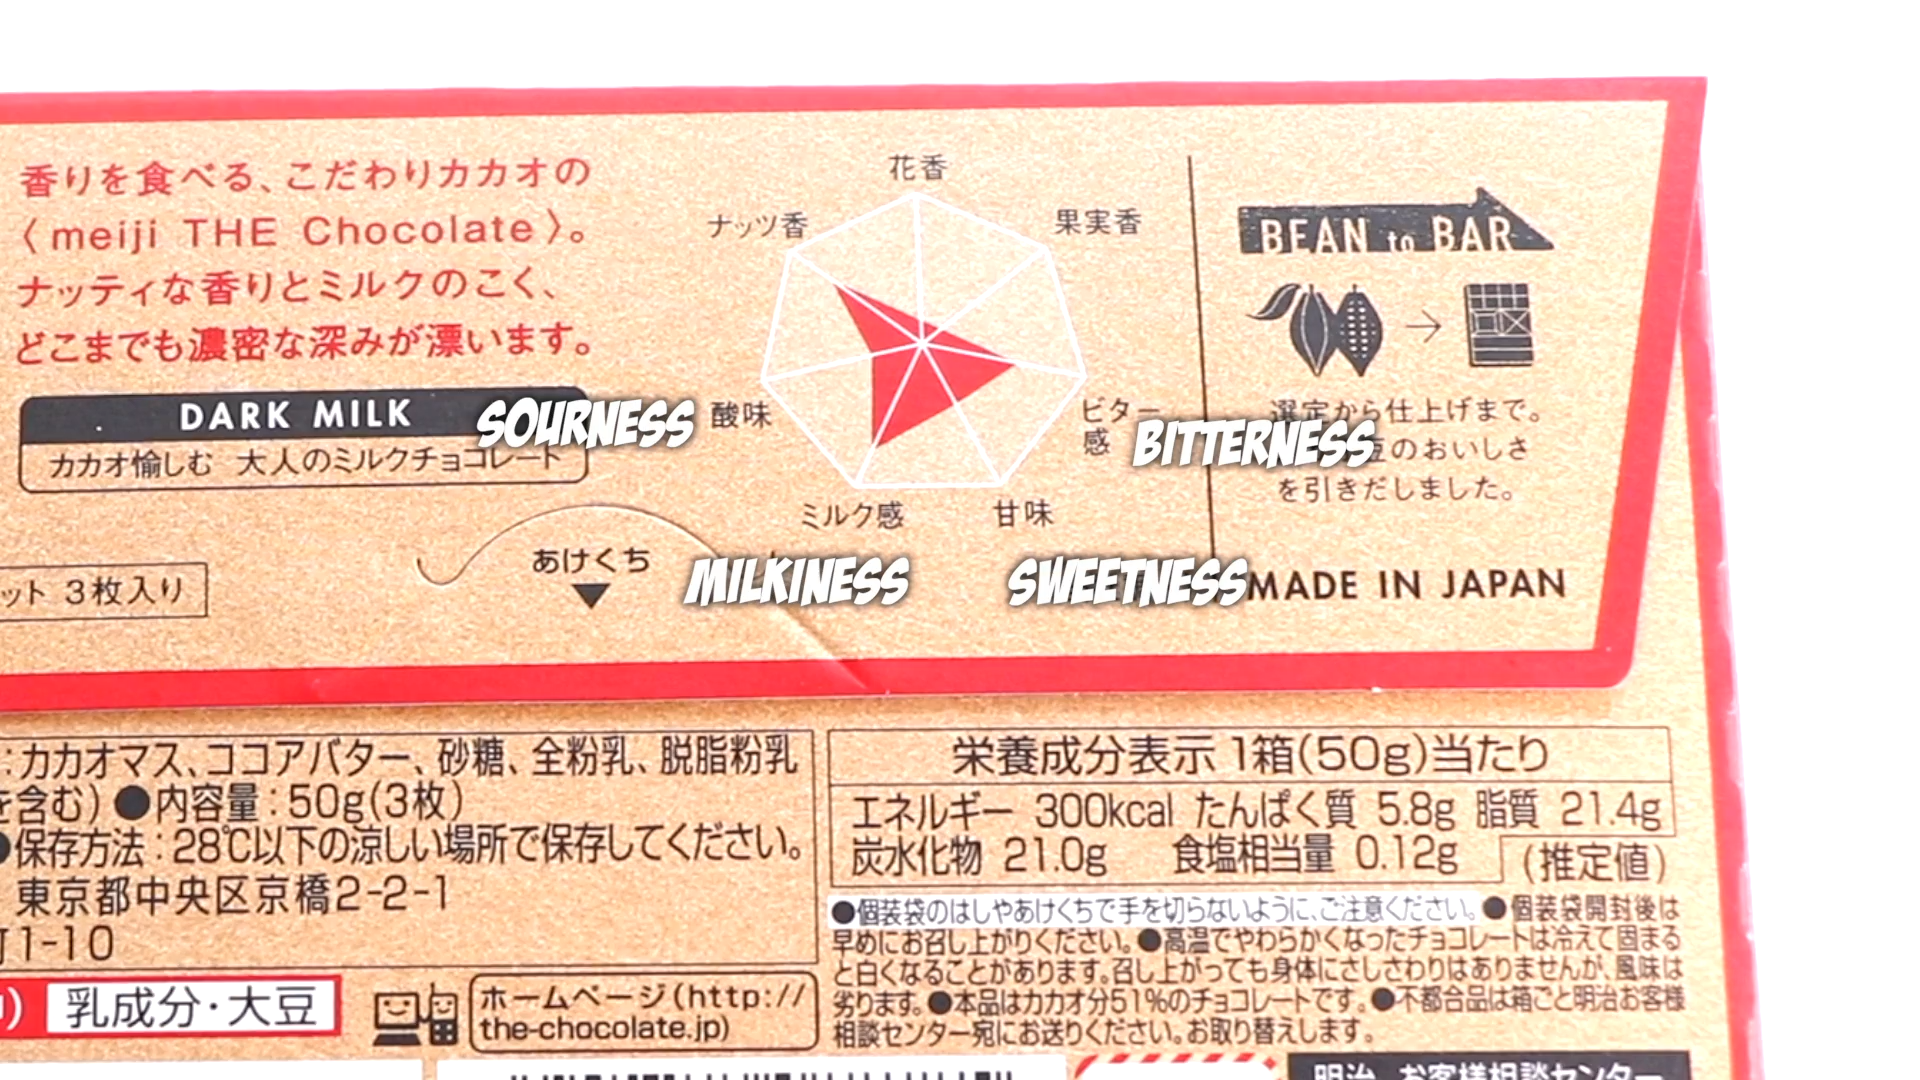 香りを食べる、こだわりカカオの
〈meiji THE Chocolate〉。
ナッティな香りとミルクのこく、
どこまでも濃密な深みが漂います。
DARK MILK
カカオ愉しむ 大人のミルクチョコレート
ット 3枚入り
あけくち
花香
ナッツ香
果実香
SOURNESS
酸味
ビター
感
BITTERNESS
ミルク感
甘味
MILKINESS
SWEETNESS
BEAN to BAR
選定から仕上げまで。
豆のおいしさ
を引きだしました。
MADE IN JAPAN
:カカオマス、ココアバター、砂糖、全粉乳、脱脂粉乳
を含む) ●内容量:50g(3枚)
●保存方法:28℃以下の涼しい場所で保存してください。
東京都中央区京橋2-2-1
町1-10
乳成分・大豆
ホームページ(http://
the-chocolate.jp)
栄養成分表示 1箱(50g)当たり
エネルギー 300kcal たんぱく質 5.8g 脂質 21.4g
炭水化物 21.0g 食塩相当量 0.12g (推定値)
●個装袋のはしやあけくちで手を切らないように、ご注意ください。●個装袋開封後は
早めにお召し上がりください。●高温でやわらかくなったチョコレートは冷えて固まる
と白くなることがあります。召し上がっても身体にさしさわりはありませんが、風味は
劣ります。●本品はカカオ分51%のチョコレートです。●不都合品は箱ごと明治お客様
相談センター宛にお送りください。お取り替えします。
明治 お客様相談センター